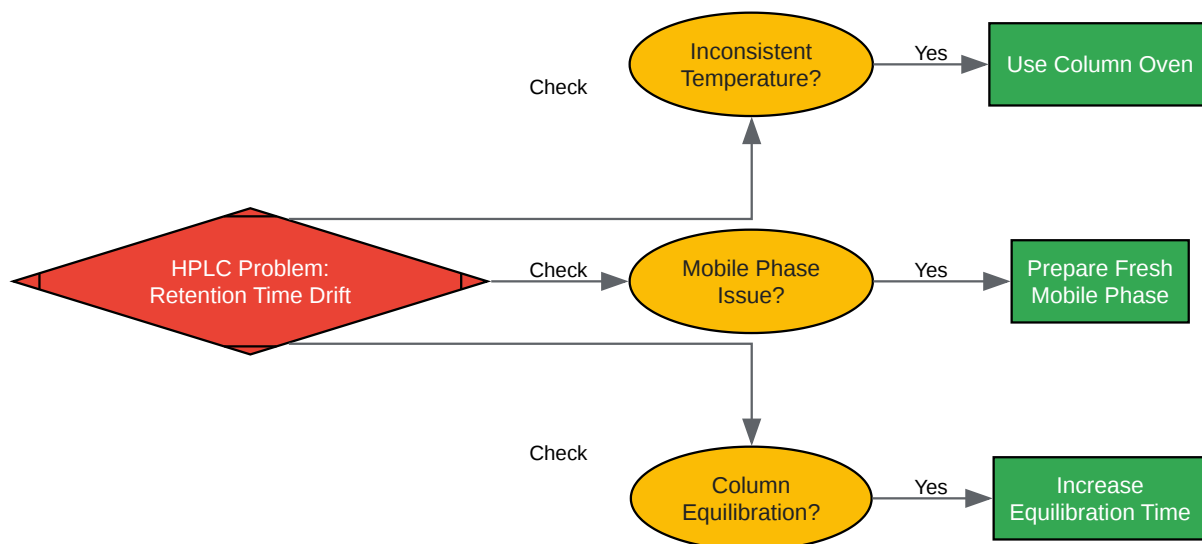 Inconsistent
Temperature?
Yes
Use Column Oven
Check
HPLC Problem:
Retention Time Drift
Check
Mobile Phase
Issue?
Yes
Prepare Fresh
Mobile Phase
Check
Column
Equilibration?
Yes
Increase
Equilibration Time